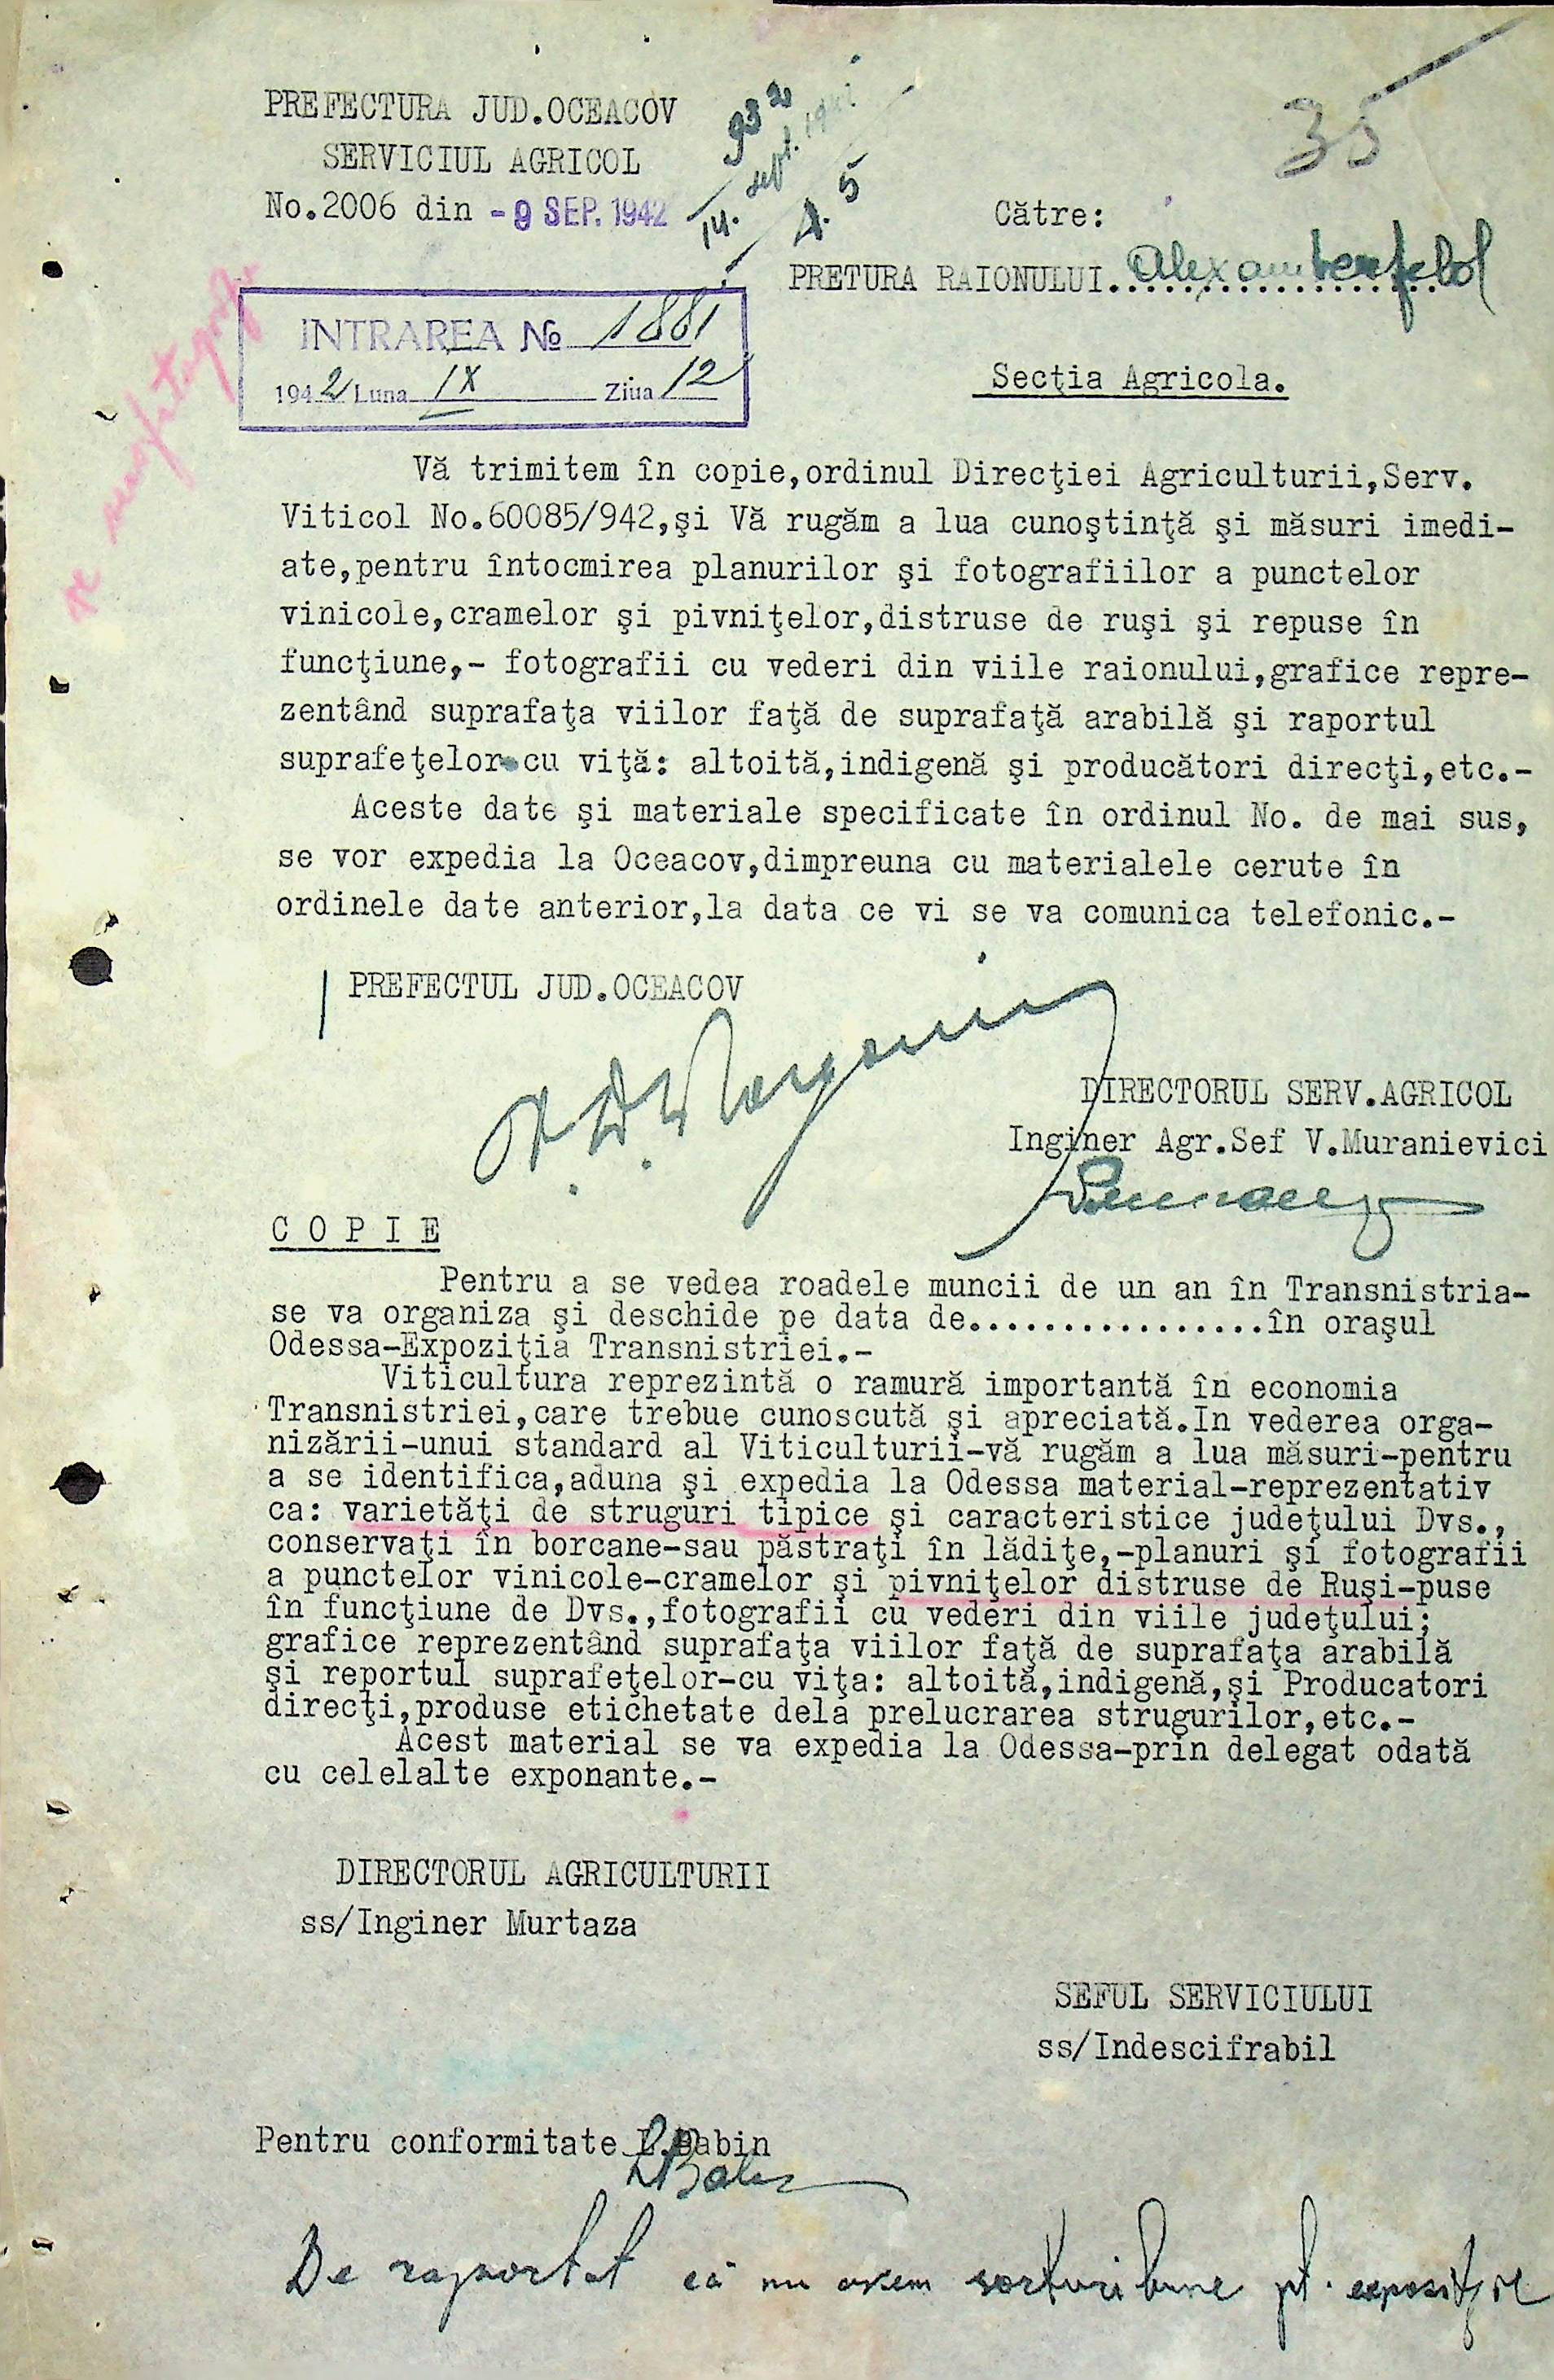 35
PREFECTURA JUD.OCEACOV
SERVICIUL AGRICOL
No.2006 din - 9 SEP. 1942
932
14. sept. 1942
A. 5
Către:
PRETURA RAIONULUI. Alexanderfeld
INTRAREA № 1881
1942 Luna IX Ziua 12
Secţia Agricola.
Vă trimitem în copie,ordinul Direcţiei Agriculturii,Serv.
Viticol No.60085/942,şi Vă rugăm a lua cunoştinţă şi măsuri imedi-
ate,pentru întocmirea planurilor şi fotografiilor a punctelor
vinicole,cramelor şi pivniţelor,distruse de ruşi şi repuse în
funcţiune,- fotografii cu vederi din viile raionului,grafice repre-
zentând suprafaţa viilor faţă de suprafaţă arabilă şi raportul
suprafeţelor cu viţă: altoită,indigenă şi producători direcţi,etc.-
Aceste date şi materiale specificate în ordinul No. de mai sus,
se vor expedia la Oceacov,dimpreuna cu materialele cerute în
ordinele date anterior,la data ce vi se va comunica telefonic.-
PREFECTUL JUD.OCEACOV
DIRECTORUL SERV.AGRICOL
Inginer Agr.Sef V.Muranievici
C O P I E
Pentru a se vedea roadele muncii de un an în Transnistria-
se va organiza şi deschide pe data de................în oraşul
Odessa-Expoziţia Transnistriei.-
Viticultura reprezintă o ramură importantă în economia
Transnistriei,care trebue cunoscută şi apreciată.In vederea orga-
nizării-unui standard al Viticulturii-vă rugăm a lua măsuri-pentru
a se identifica,aduna şi expedia la Odessa material-reprezentativ
ca: varietăţi de struguri tipice şi caracteristice judeţului Dvs.,
conservaţi în borcane-sau păstraţi în lădiţe,-planuri şi fotografii
a punctelor vinicole-cramelor şi pivniţelor distruse de Ruşi-puse
în funcţiune de Dvs.,fotografii cu vederi din viile judeţului;
grafice reprezentând suprafaţa viilor faţă de suprafaţa arabilă
şi reportul suprafeţelor-cu viţa: altoită,indigenă,şi Producatori
direcţi,produse etichetate dela prelucrarea strugurilor,etc.-
Acest material se va expedia la Odessa-prin delegat odată
cu celelalte exponante.-
DIRECTORUL AGRICULTURII
ss/Inginer Murtaza
SEFUL SERVICIULUI
ss/Indescifrabil
Pentru conformitate L.Babin
De raportat că nu avem sorturi bune pt. expoziție